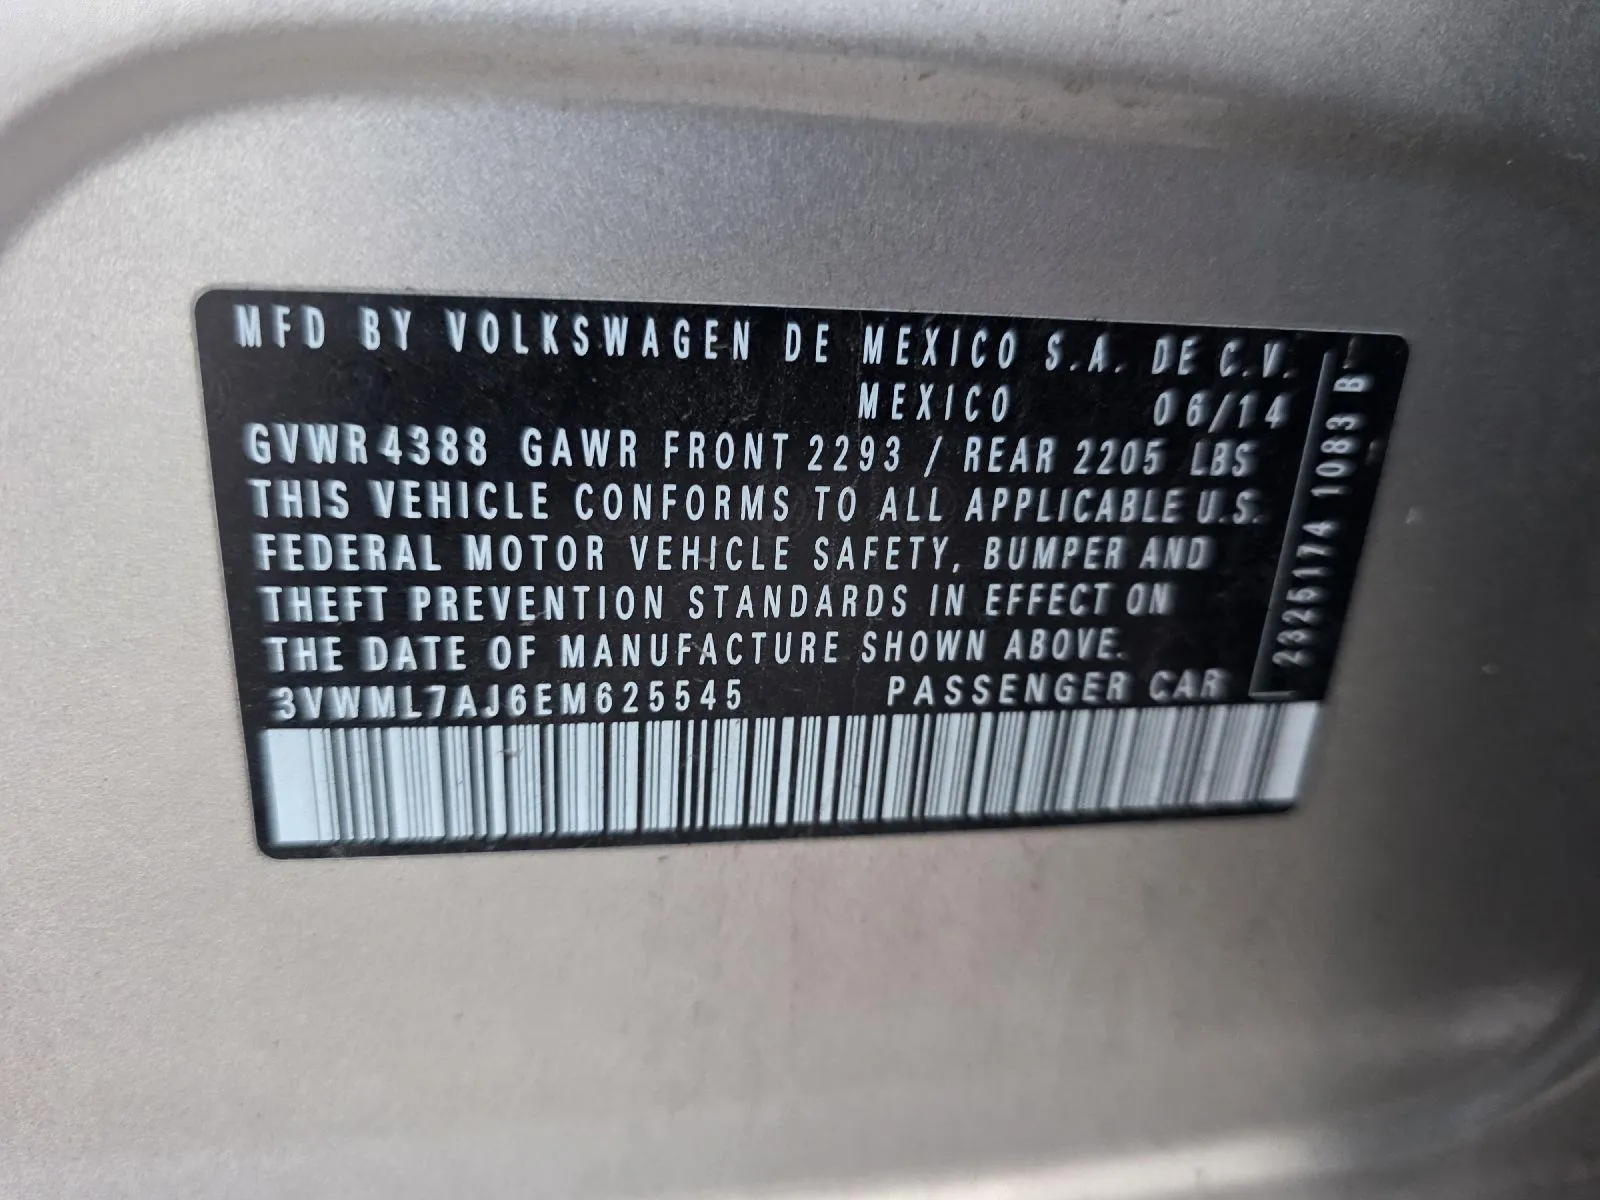 MFD BY VOLKSWAGEN DE MEXICO S.A. DE C.V.
MEXICO 06/14
GVWR 4388 GAWR FRONT 2293 / REAR 2205 LBS
THIS VEHICLE CONFORMS TO ALL APPLICABLE U.S.
FEDERAL MOTOR VEHICLE SAFETY, BUMPER AND
THEFT PREVENTION STANDARDS IN EFFECT ON
THE DATE OF MANUFACTURE SHOWN ABOVE.
3VWML7AJ6EM625545 PASSENGER CAR
2325174 1083 B